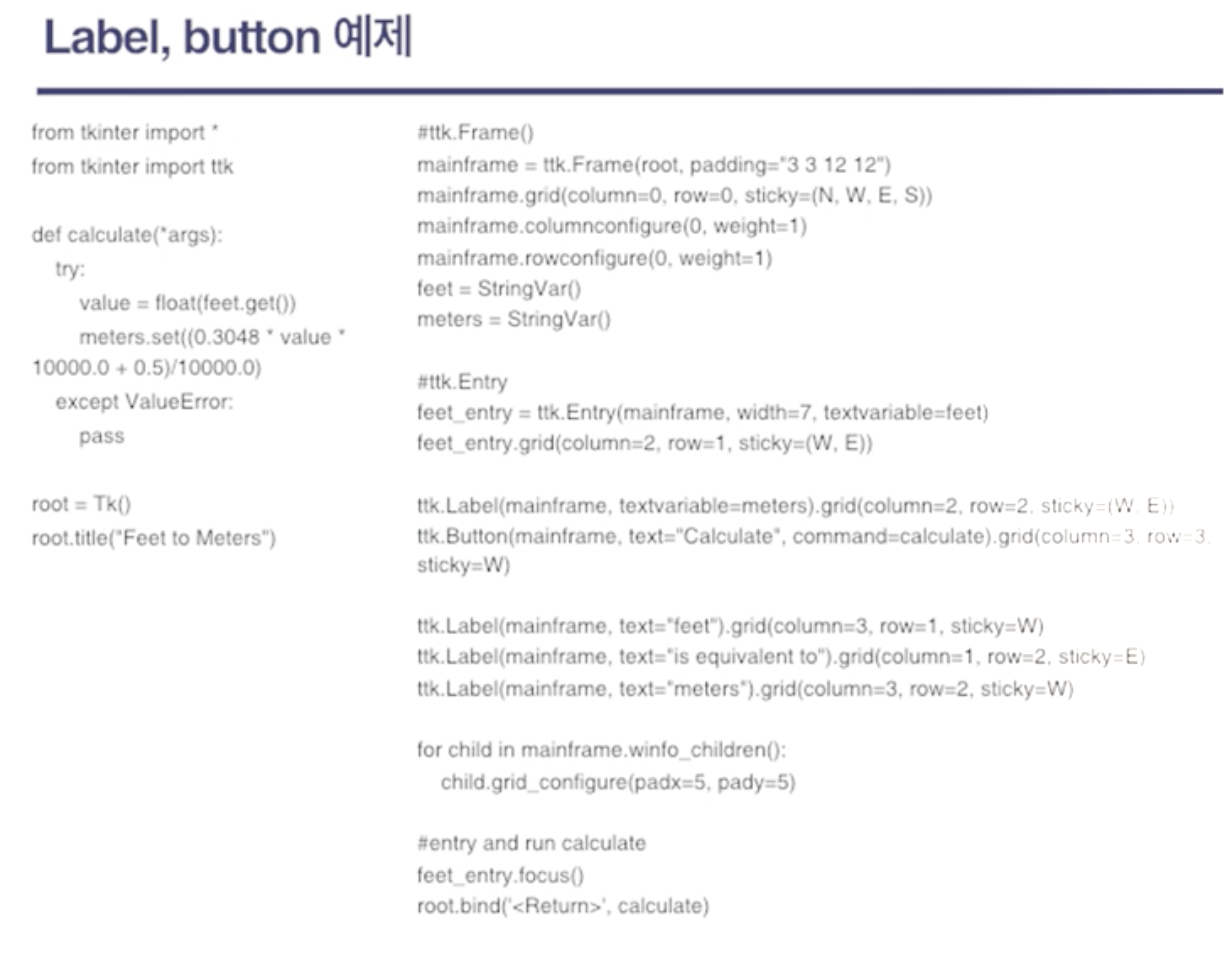 Label, button 예제
from tkinter import *
from tkinter import ttk
def calculate(*args):
try:
value = float(feet.get())
meters.set((0.3048 * value *
10000.0 + 0.5)/10000.0)
except ValueError:
pass
root = Tk()
root.title("Feet to Meters")
#ttk.Frame()
mainframe = ttk.Frame(root, padding="3 3 12 12")
mainframe.grid(column=0, row=0, sticky=(N, W, E, S))
mainframe.columnconfigure(0, weight=1)
mainframe.rowconfigure(0, weight=1)
feet = StringVar()
meters = StringVar()
#ttk.Entry
feet_entry = ttk.Entry(mainframe, width=7, textvariable=feet)
feet_entry.grid(column=2, row=1, sticky=(W, E))
ttk.Label(mainframe, textvariable=meters).grid(column=2, row=2, sticky=(W, E))
ttk.Button(mainframe, text="Calculate", command=calculate).grid(column=3, row=3,
sticky=W)
ttk.Label(mainframe, text="feet").grid(column=3, row=1, sticky=W)
ttk.Label(mainframe, text="is equivalent to").grid(column=1, row=2, sticky=E)
ttk.Label(mainframe, text="meters").grid(column=3, row=2, sticky=W)
for child in mainframe.winfo_children():
child.grid_configure(padx=5, pady=5)
#entry and run calculate
feet_entry.focus()
root.bind('<Return>', calculate)